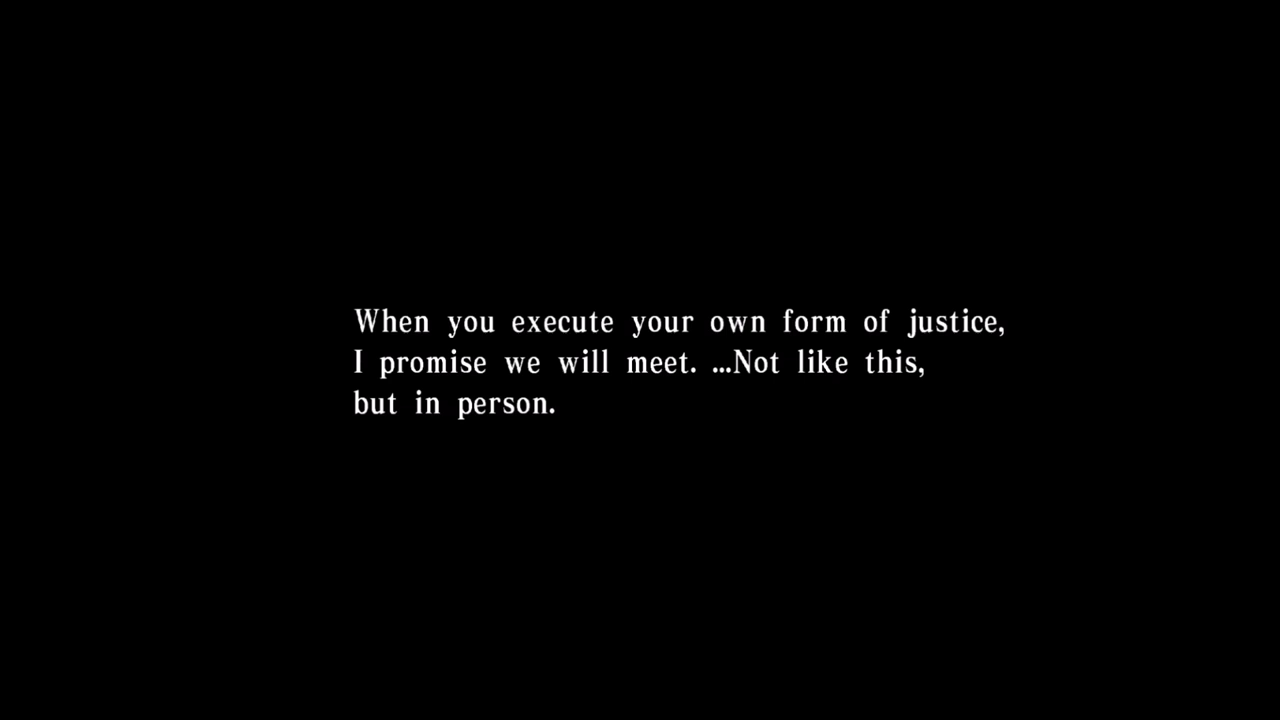 When you execute your own form of justice,
I promise we will meet. ...Not like this,
but in person.